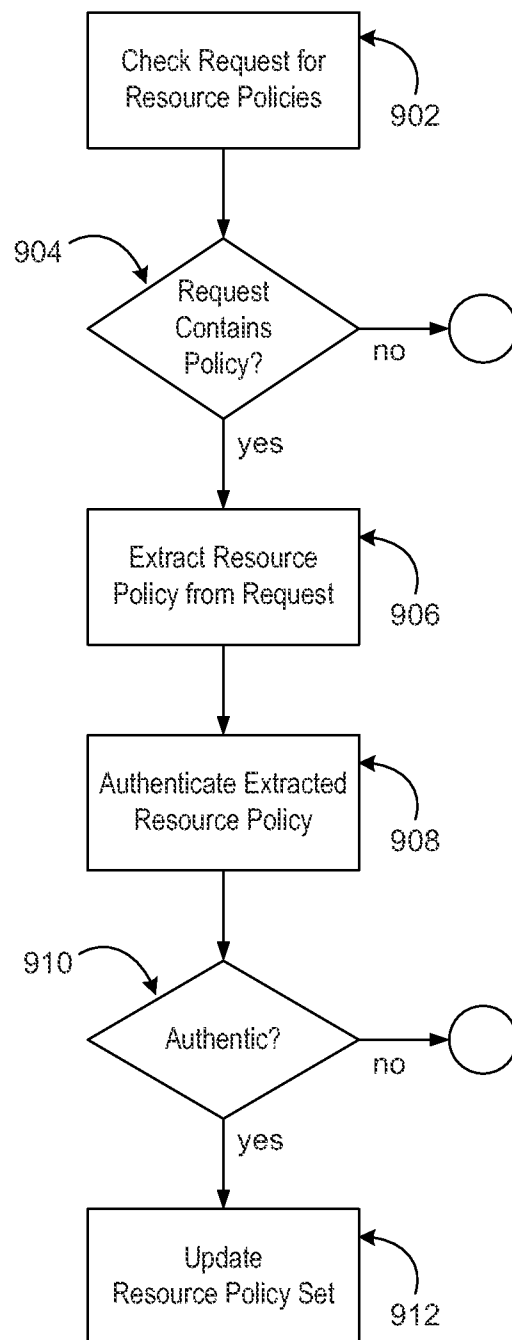 Check Request for
Resource Policies
902
904
Request
Contains
Policy?
no
yes
Extract Resource
Policy from Request
906
Authenticate Extracted
Resource Policy
908
910
Authentic?
no
yes
Update
Resource Policy Set
912